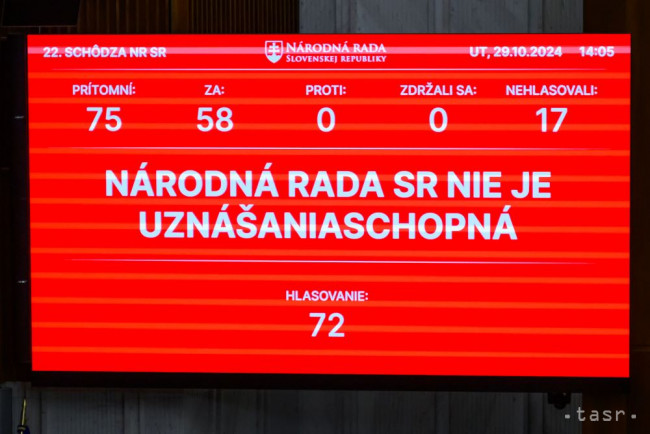 22. SCHÔDZA NR SR
NÁRODNÁ RADA
SLOVENSKEJ REPUBLIKY
UT, 29.10.2024 14:05
PRÍTOMNÍ: ZA: PROTI: ZDRŽALI SA: NEHLASOVALI:
75 58 0 0 17
NÁRODNÁ RADA SR NIE JE
UZNÁŠANIASCHOPNÁ
HLASOVANIE:
72
.tasr.